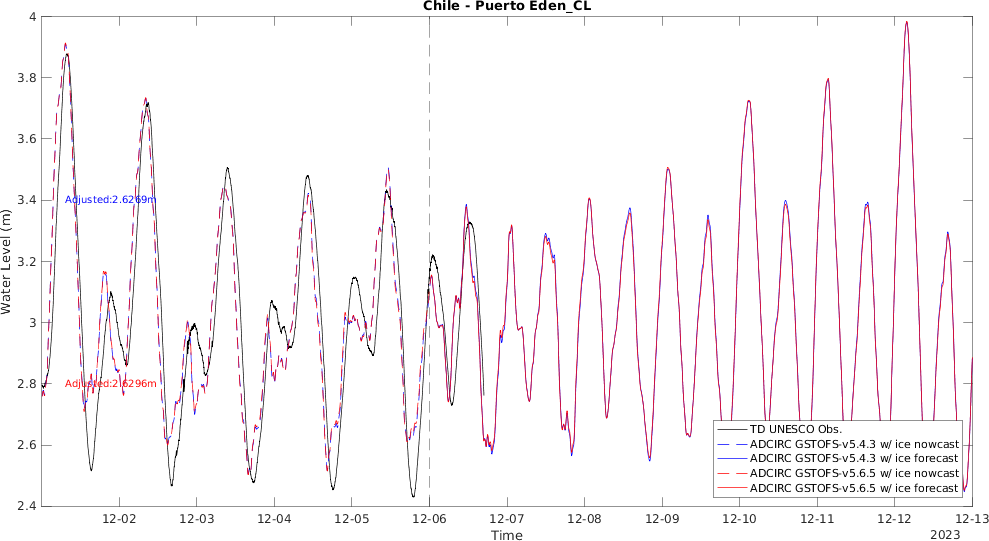 Chile - Puerto Eden_CL
4
3.8
3.6
3.4
3.2
3
2.8
2.6
2.4
Water Level (m)
Adjusted:2.6269m
Adjusted:2.6296m
TD UNESCO Obs.
ADCIRC GSTOFS-v5.4.3 w/ ice nowcast
ADCIRC GSTOFS-v5.4.3 w/ ice forecast
ADCIRC GSTOFS-v5.6.5 w/ ice nowcast
ADCIRC GSTOFS-v5.6.5 w/ ice forecast
12-02 12-03 12-04 12-05 12-06 12-07 12-08 12-09 12-10 12-11 12-12 12-13
Time
2023